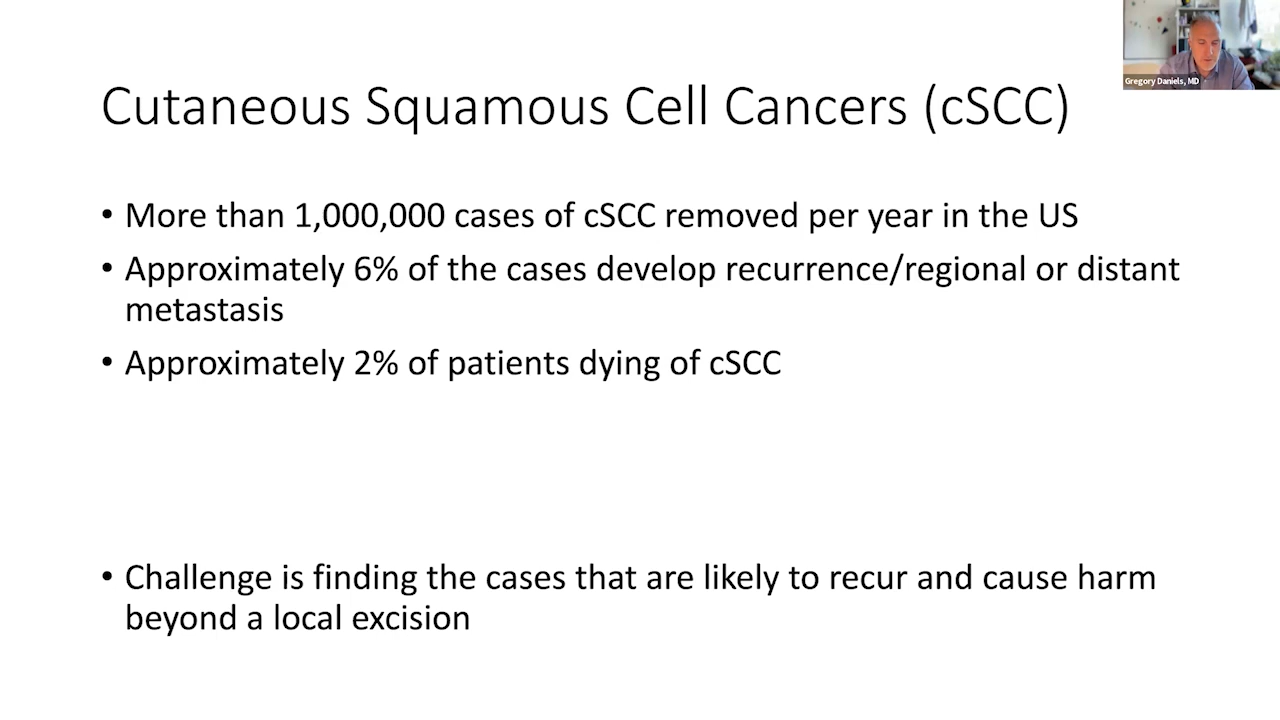 Gregory Daniels, MD
Cutaneous Squamous Cell Cancers (cSCC)
• More than 1,000,000 cases of cSCC removed per year in the US
• Approximately 6% of the cases develop recurrence/regional or distant
metastasis
• Approximately 2% of patients dying of cSCC
• Challenge is finding the cases that are likely to recur and cause harm
beyond a local excision